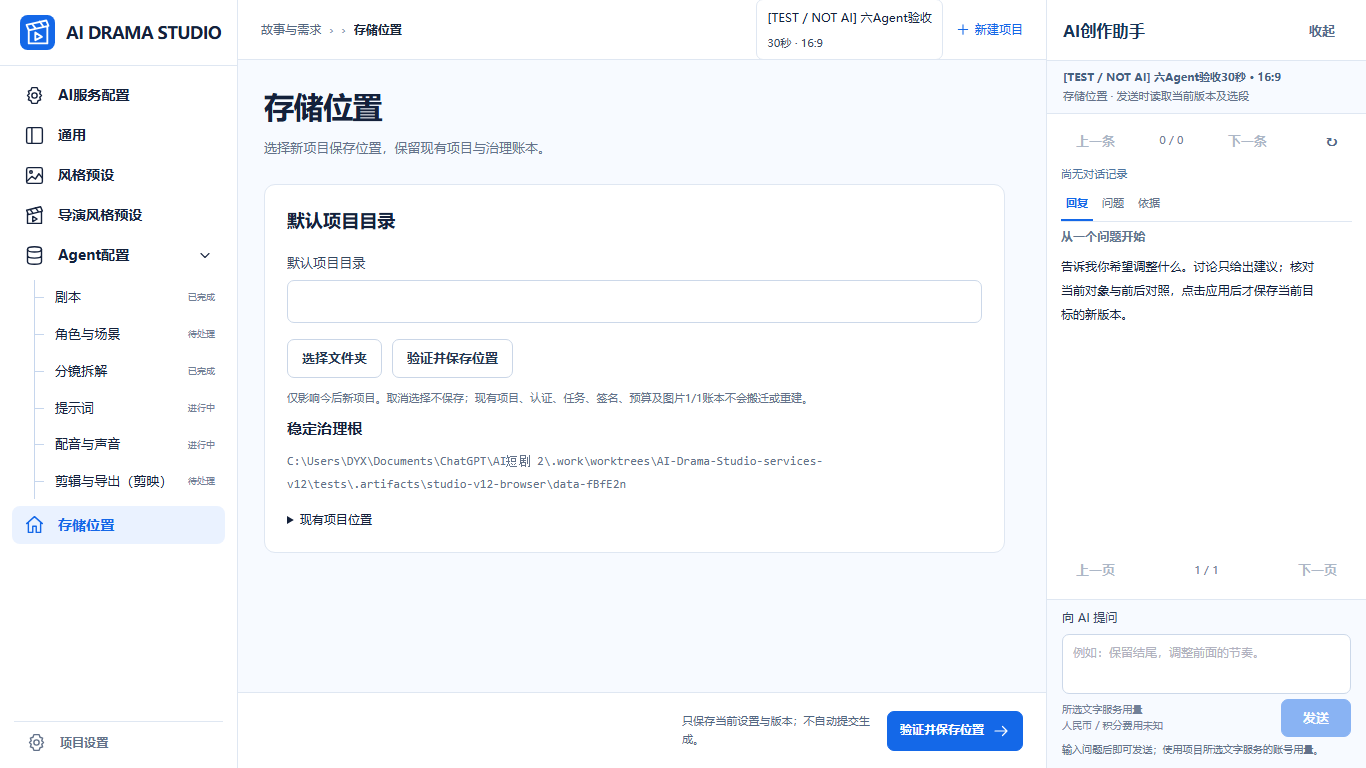 AI DRAMA STUDIO
AI服务配置
通用
风格预设
导演风格预设
Agent配置
剧本 已完成
角色与场景 待处理
分镜拆解 已完成
提示词 进行中
配音与声音 进行中
剪辑与导出（剪映） 待处理
存储位置
项目设置
故事与需求 › › 存储位置
[TEST / NOT AI] 六Agent验收
30秒 · 16:9
+ 新建项目
存储位置
选择新项目保存位置，保留现有项目与治理账本。
默认项目目录
默认项目目录
选择文件夹 验证并保存位置
仅影响今后新项目。取消选择不保存；现有项目、认证、任务、签名、预算及图片1/1账本不会搬迁或重建。
稳定治理根
C:\Users\DYX\Documents\ChatGPT\AI短剧 2\.work\worktrees\AI-Drama-Studio-services-
v12\tests\.artifacts\studio-v12-browser\data-fBfE2n
▶ 现有项目位置
只保存当前设置与版本；不自动提交生
成。
验证并保存位置 →
AI创作助手 收起
[TEST / NOT AI] 六Agent验收30秒 • 16:9
存储位置 · 发送时读取当前版本及选段
上一条 0 / 0 下一条 ↻
尚无对话记录
回复 问题 依据
从一个问题开始
告诉我你希望调整什么。讨论只给出建议；核对
当前对象与前后对照，点击应用后才保存当前目
标的新版本。
上一页 1 / 1 下一页
向 AI 提问
例如：保留结尾，调整前面的节奏。
所选文字服务用量
人民币 / 积分费用未知
发送
输入问题后即可发送；使用项目所选文字服务的账号用量。